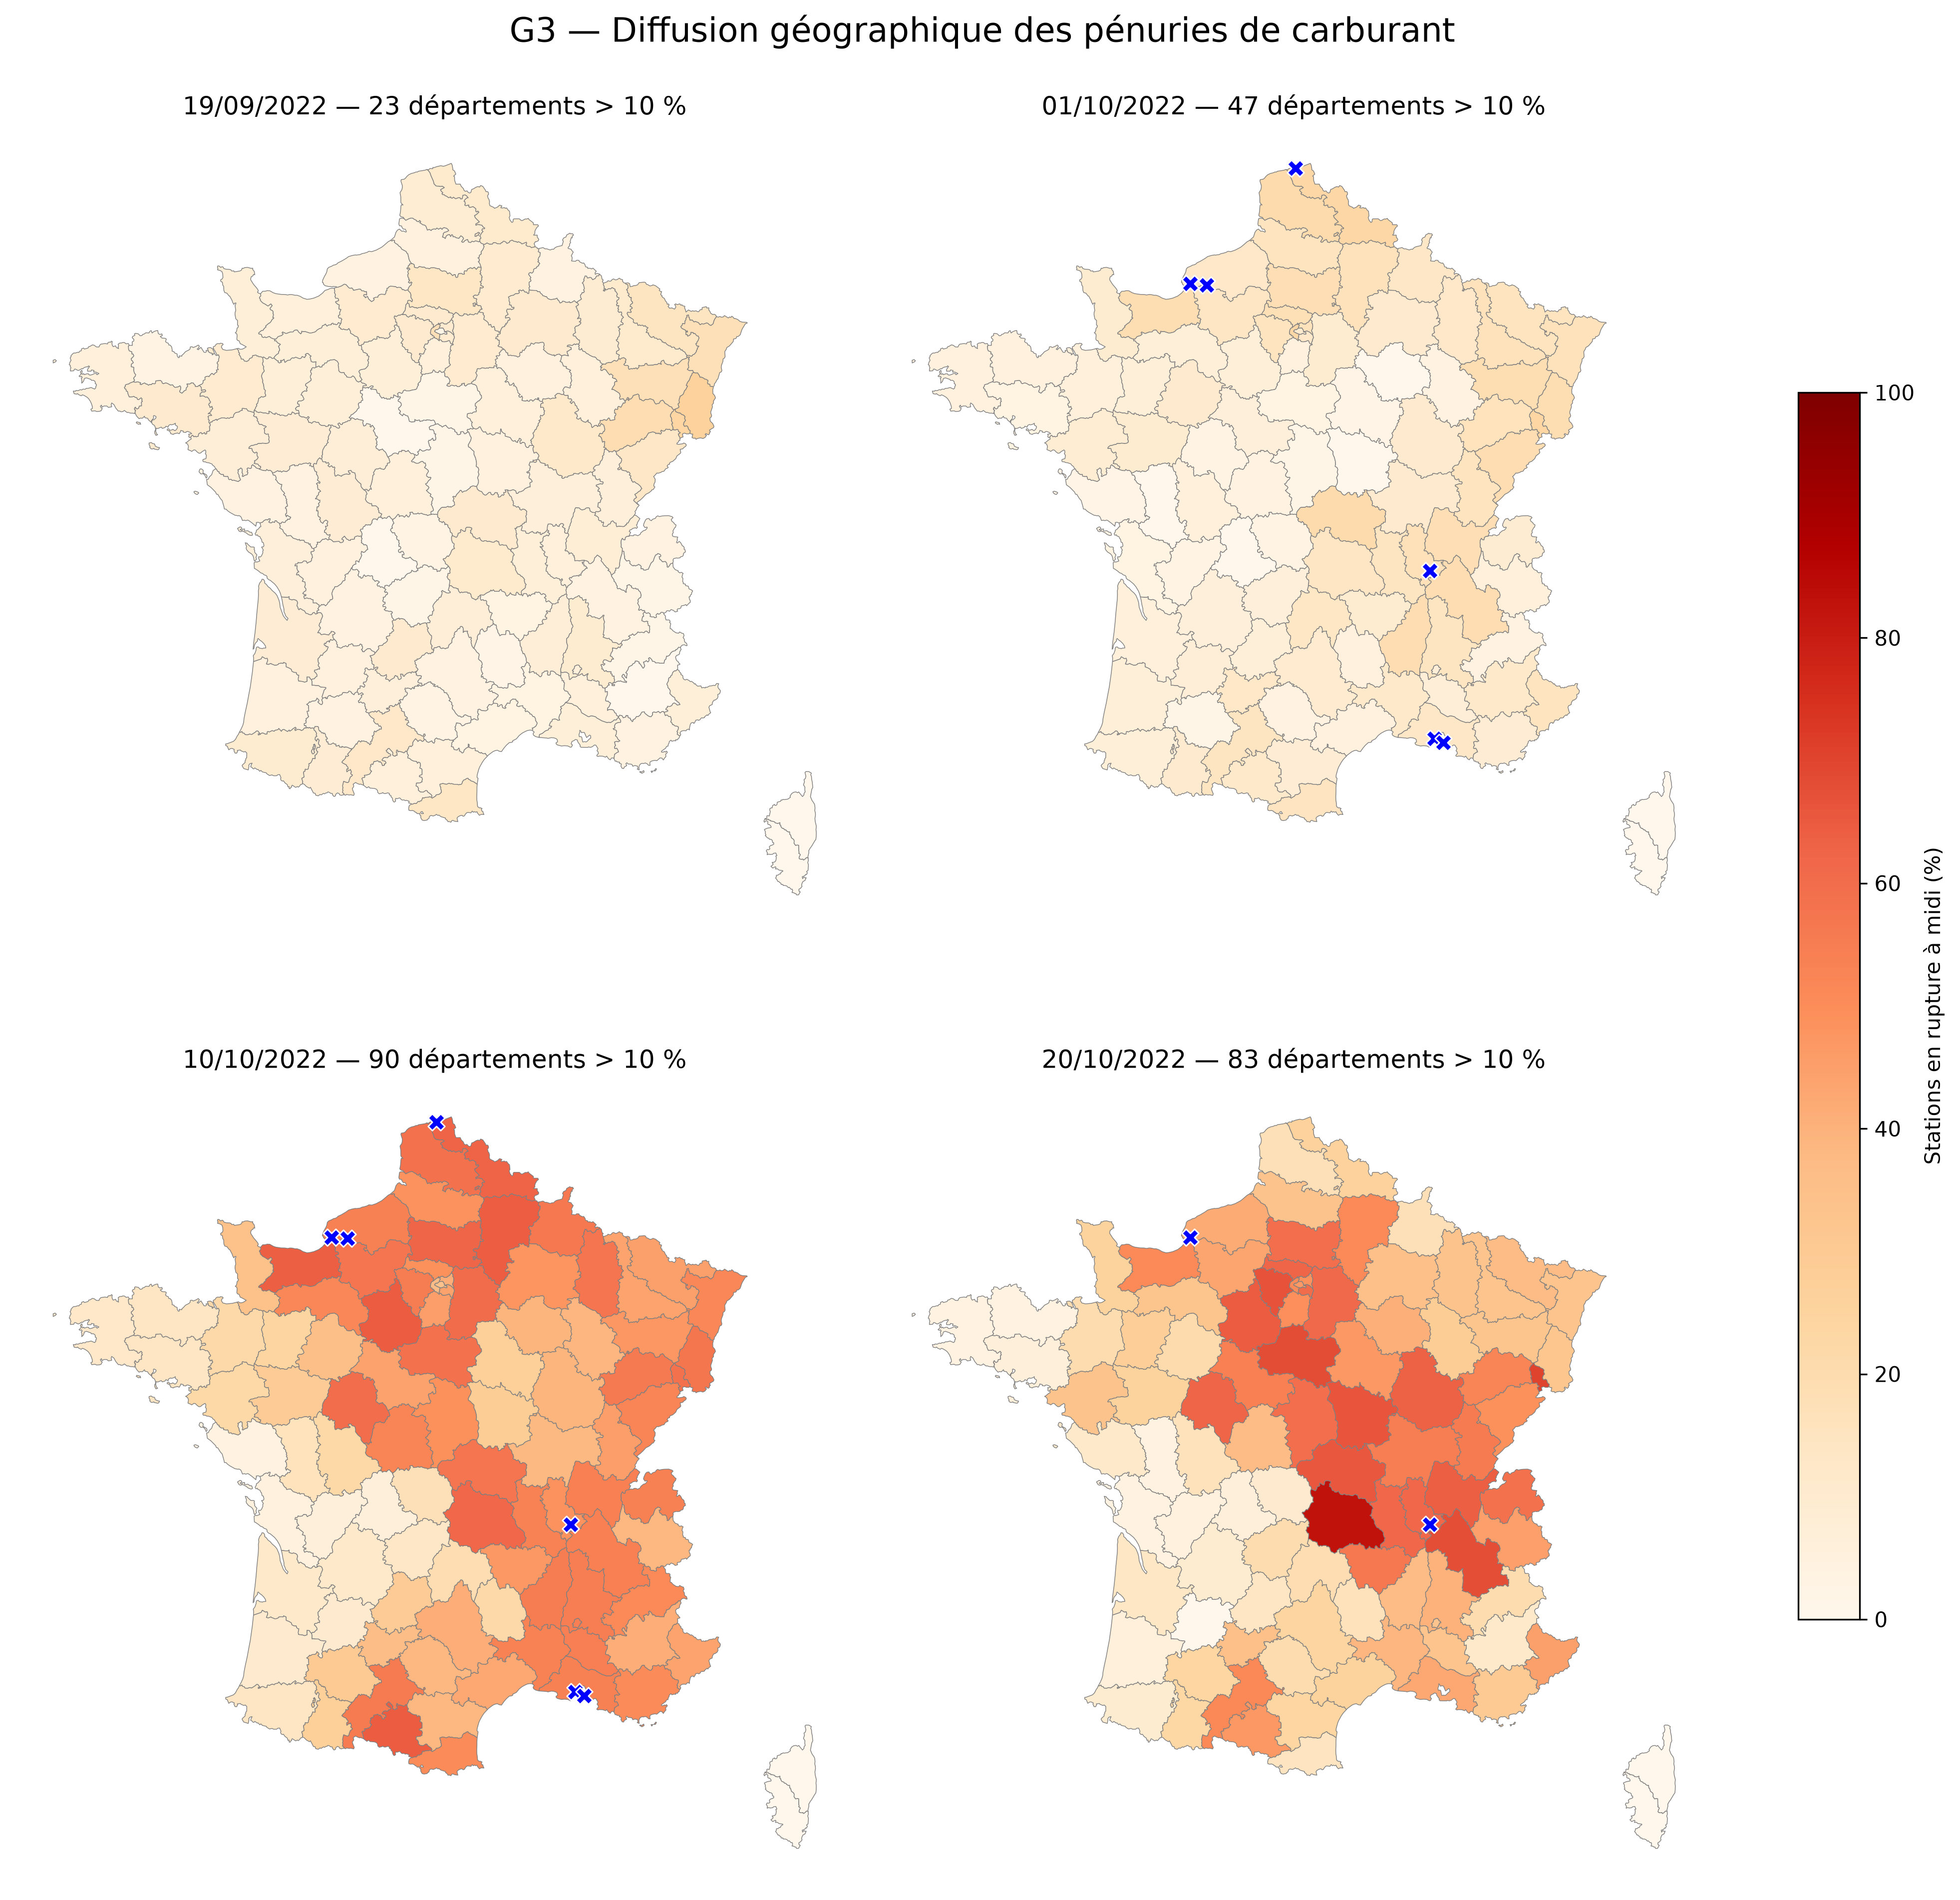 G3 — Diffusion géographique des pénuries de carburant
19/09/2022 — 23 départements > 10 %
01/10/2022 — 47 départements > 10 %
10/10/2022 — 90 départements > 10 %
20/10/2022 — 83 départements > 10 %
100
80
60
40
20
0
Stations en rupture à midi (%)